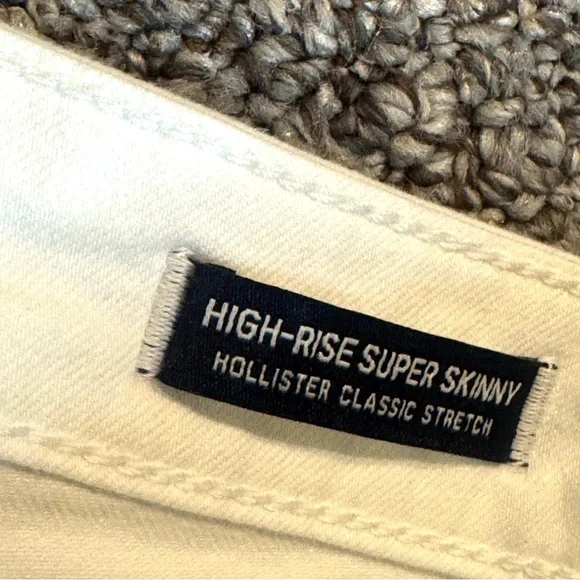 HIGH-RISE SUPER SKINNY
HOLLISTER CLASSIC STRETCH